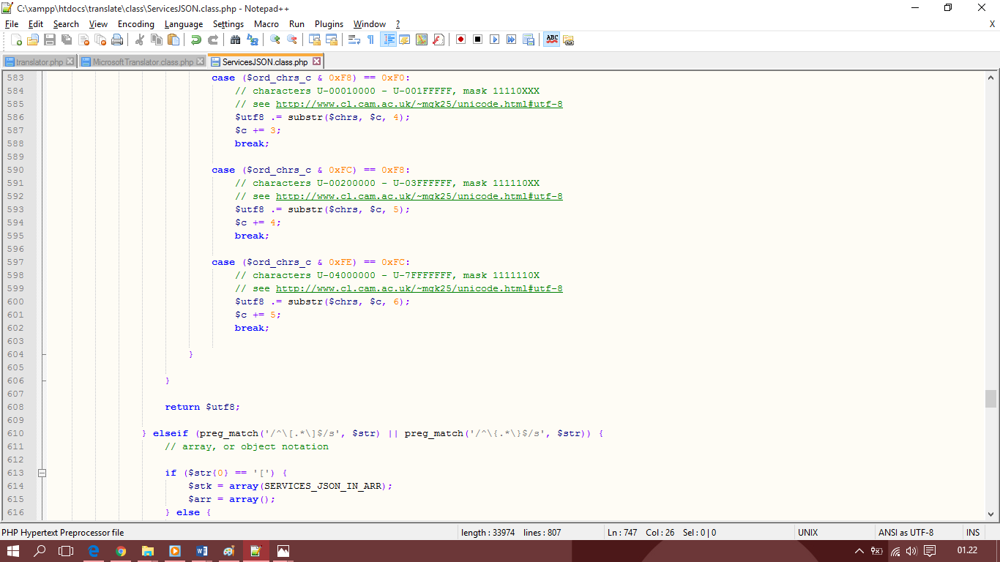 C:\xampp\htdocs\translate\class\ServicesJSON.class.php - Notepad++
File Edit Search View Encoding Language Settings Macro Run Plugins Window ?
X
ABC
translator.php MicrosoftTranslator.class.php ServicesJSON.class.php
583 case ($ord_chrs_c & 0xF8) == 0xF0:
584 // characters U-00010000 - U-001FFFFF, mask 11110XXX
585 // see http://www.cl.cam.ac.uk/~mgk25/unicode.html#utf-8
586 $utf8 .= substr($chrs, $c, 4);
587 $c += 3;
588 break;
589
590 case ($ord_chrs_c & 0xFC) == 0xF8:
591 // characters U-00200000 - U-03FFFFFF, mask 111110XX
592 // see http://www.cl.cam.ac.uk/~mgk25/unicode.html#utf-8
593 $utf8 .= substr($chrs, $c, 5);
594 $c += 4;
595 break;
596
597 case ($ord_chrs_c & 0xFE) == 0xFC:
598 // characters U-04000000 - U-7FFFFFFF, mask 1111110X
599 // see http://www.cl.cam.ac.uk/~mgk25/unicode.html#utf-8
600 $utf8 .= substr($chrs, $c, 6);
601 $c += 5;
602 break;
603
604 }
605
606 }
607
608 return $utf8;
609
610 } elseif (preg_match('/^\[.*\]$/s', $str) || preg_match('/^\{.*\}$/s', $str)) {
611 // array, or object notation
612
613 if ($str{0} == '[') {
614 $stk = array(SERVICES_JSON_IN_ARR);
615 $arr = array();
616 } else {
PHP Hypertext Preprocessor file length : 33974 lines : 807 Ln : 747 Col : 26 Sel : 0 | 0 UNIX ANSI as UTF-8 INS
01.22